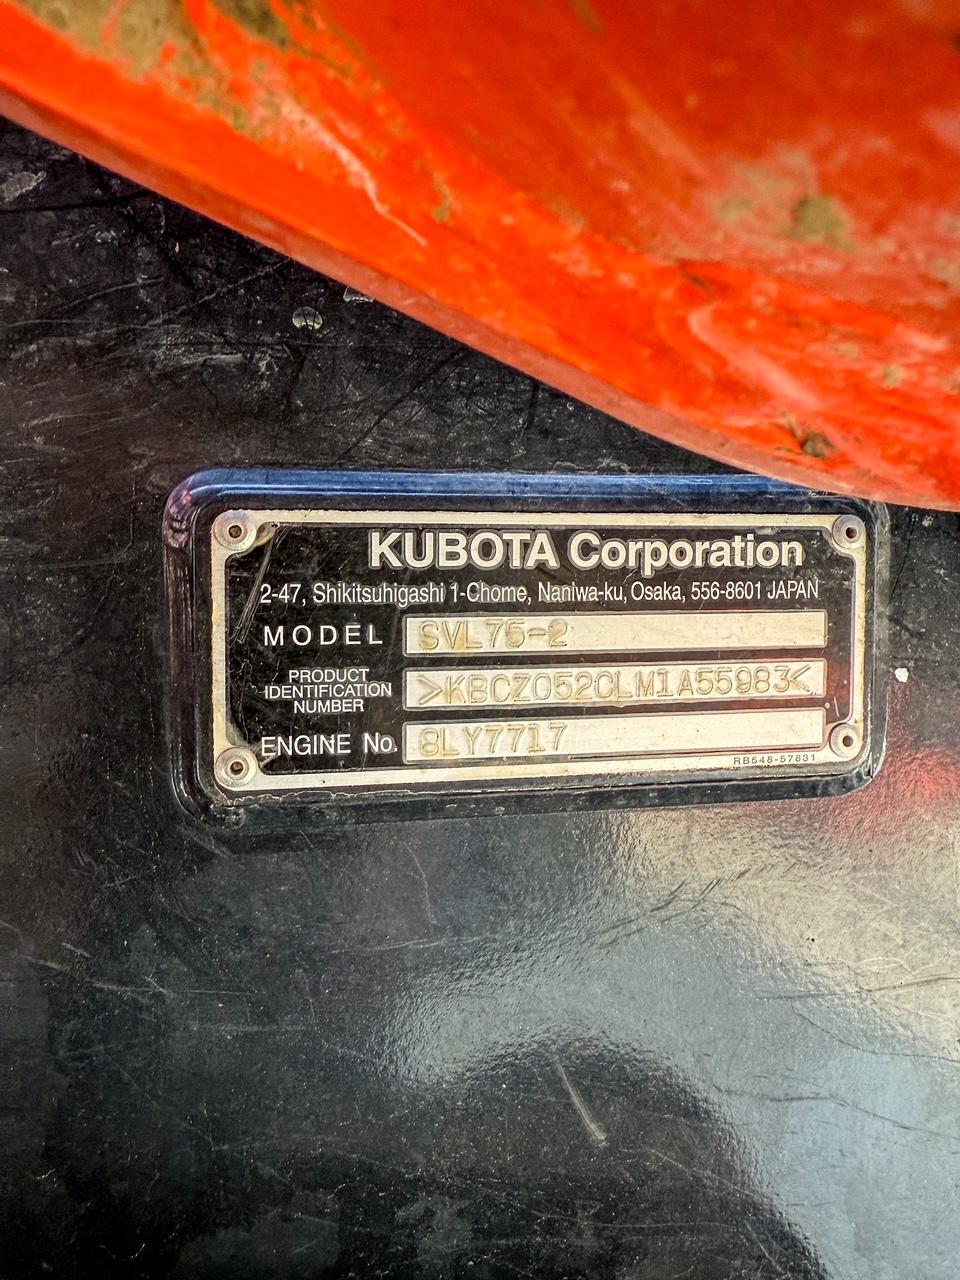 KUBOTA Corporation
2-47, Shikitsuhigashi 1-Chome, Naniwa-ku, Osaka, 556-8601 JAPAN
MODEL SVL75-2
PRODUCT IDENTIFICATION NUMBER >KBCZ052CLM1A55983<
ENGINE No. 8LY7717
RB548-57831